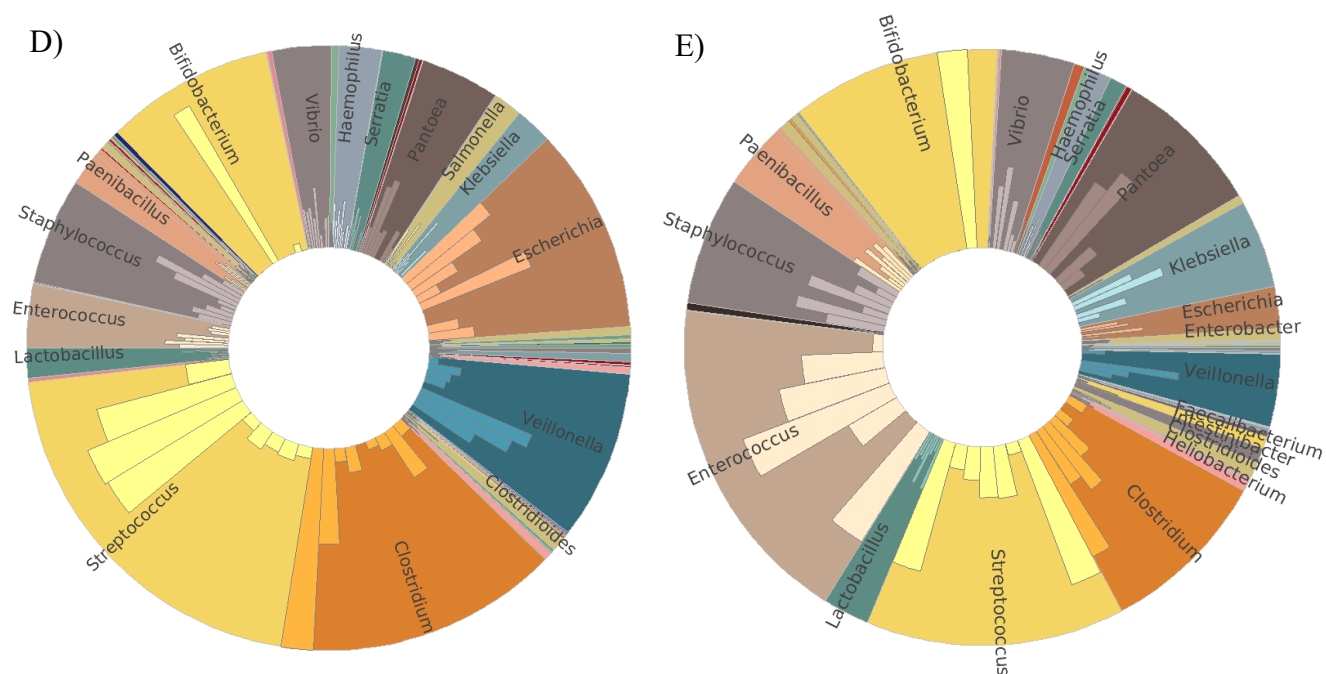 D)
Bifidobacterium
Vibrio
Haemophilus
Serratia
Pantoea
Salmonella
Klebsiella
Escherichia
Veillonella
Clostridioides
Clostridium
Streptococcus
Lactobacillus
Enterococcus
Staphylococcus
Paenibacillus
E)
Bifidobacterium
Vibrio
Haemophilus
Serratia
Pantoea
Klebsiella
Escherichia
Enterobacter
Veillonella
Faecalibacterium
Intestinibacter
Clostridioides
Heliobacterium
Clostridium
Streptococcus
Lactobacillus
Enterococcus
Staphylococcus
Paenibacillus